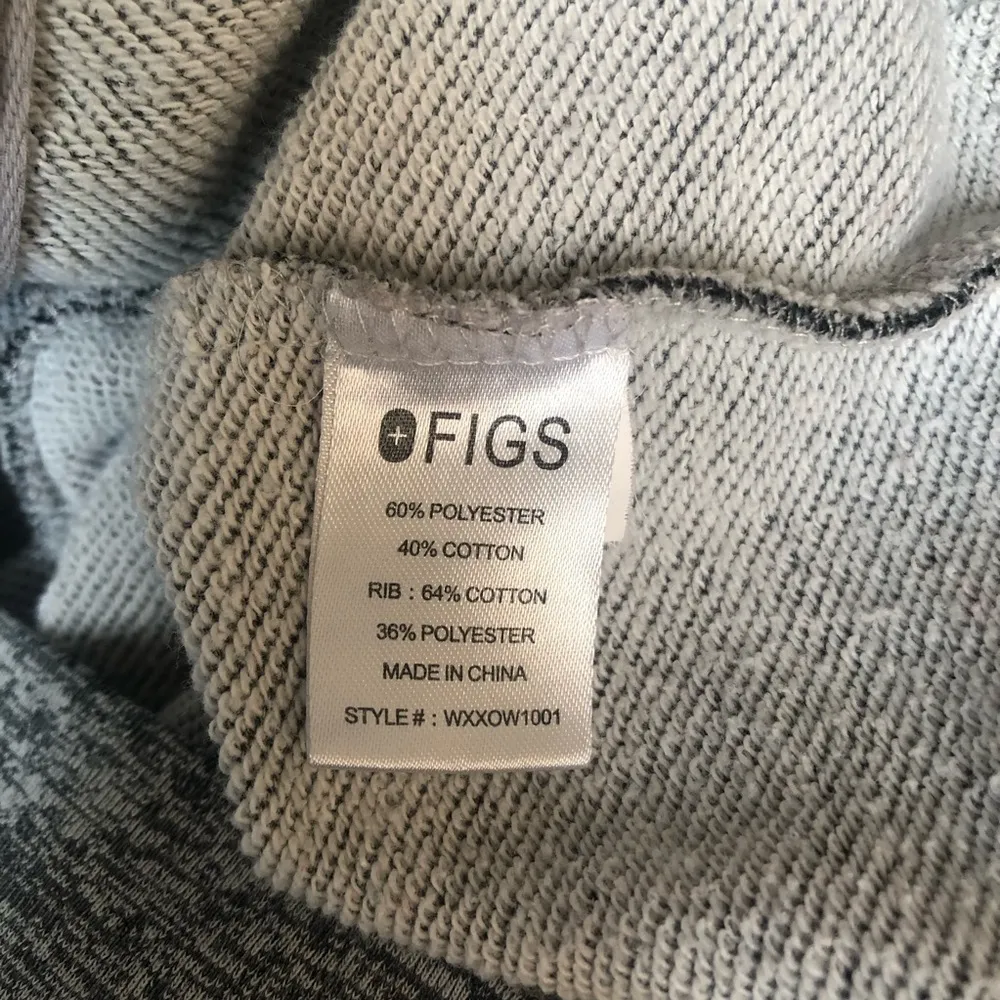 FIGS
60% POLYESTER
40% COTTON
RIB : 64% COTTON
36% POLYESTER
MADE IN CHINA
STYLE # : WXXOW1001